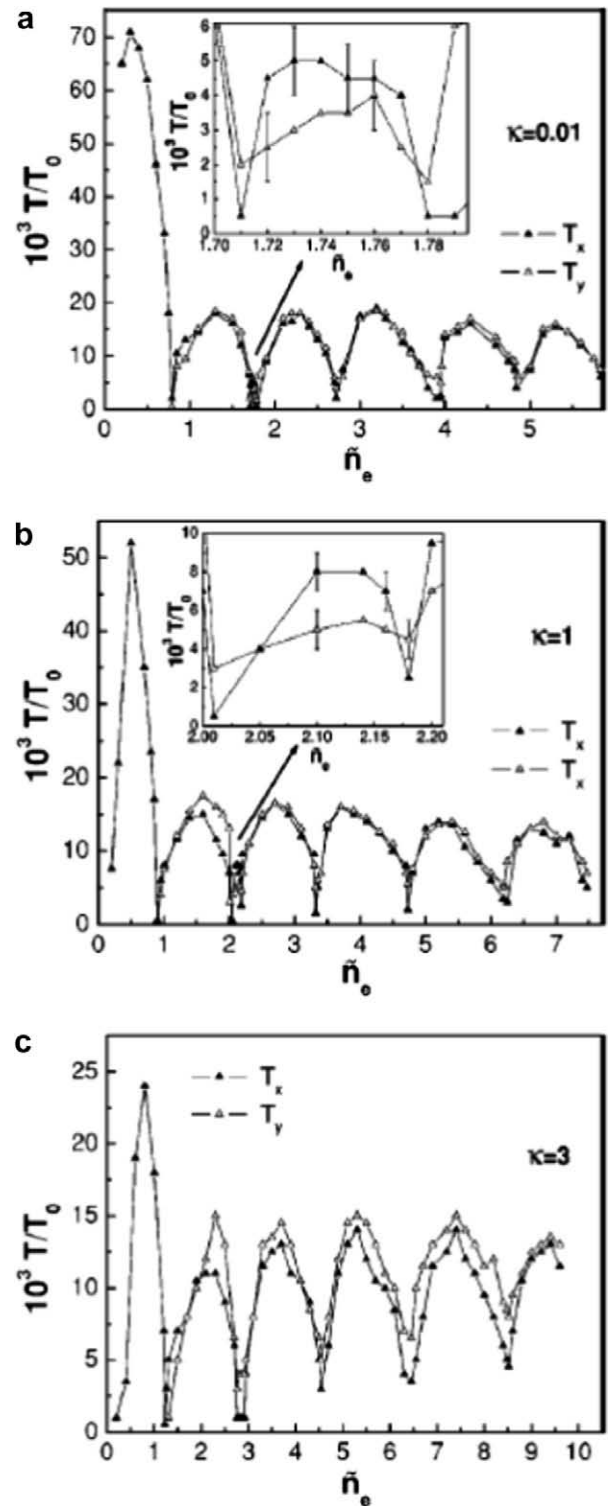 a
70
60
50
40
30
20
10
0
10³ T/T₀
0 1 2 3 4 5
ñₑ
κ=0.01
Tₓ
Tᵧ
6
5
4
3
2
1
0
10³ T/T₀
1.70 1.72 1.74 1.76 1.78
ñₑ
b
50
40
30
20
10
0
10³ T/T₀
0 1 2 3 4 5 6 7
ñₑ
κ=1
Tₓ
Tₓ
10
8
6
4
2
0
10³ T/T₀
2.00 2.05 2.10 2.15 2.20
ñₑ
c
25
20
15
10
5
0
10³ T/T₀
0 1 2 3 4 5 6 7 8 9 10
ñₑ
Tₓ
Tᵧ
κ=3